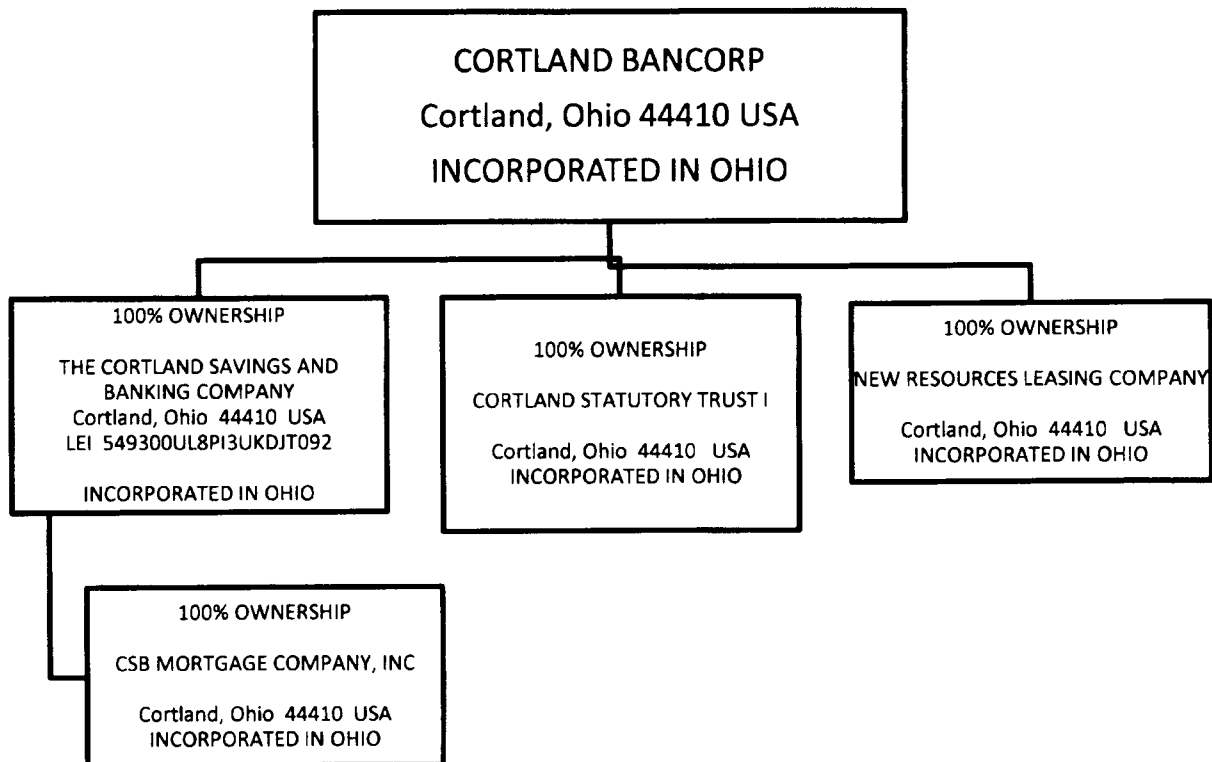 CORTLAND BANCORP
Cortland, Ohio 44410 USA
INCORPORATED IN OHIO
100% OWNERSHIP
THE CORTLAND SAVINGS AND
BANKING COMPANY
Cortland, Ohio 44410 USA
LEI 549300UL8PI3UKDJT092
INCORPORATED IN OHIO
100% OWNERSHIP
CORTLAND STATUTORY TRUST I
Cortland, Ohio 44410 USA
INCORPORATED IN OHIO
100% OWNERSHIP
NEW RESOURCES LEASING COMPANY
Cortland, Ohio 44410 USA
INCORPORATED IN OHIO
100% OWNERSHIP
CSB MORTGAGE COMPANY, INC
Cortland, Ohio 44410 USA
INCORPORATED IN OHIO